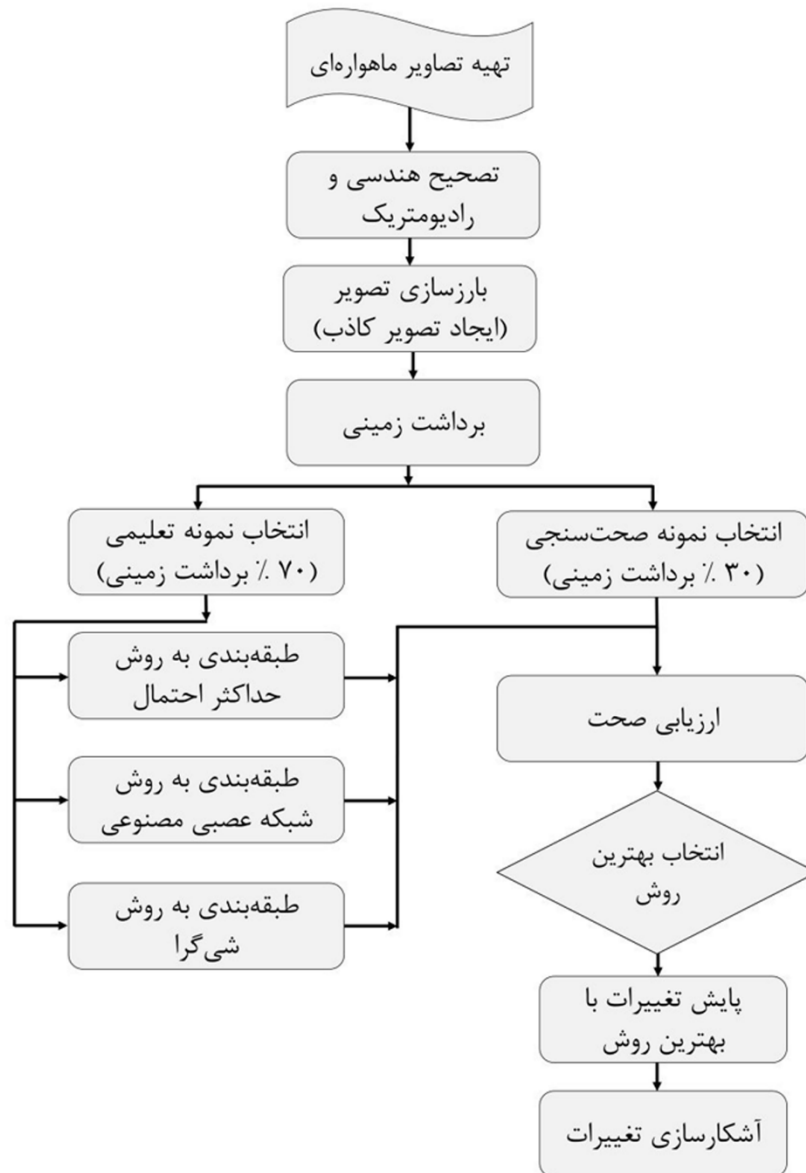 تهیه تصاویر ماهواره‌ای
تصحیح هندسی و
رادیومتریک
بارزسازی تصویر
(ایجاد تصویر کاذب)
برداشت زمینی
انتخاب نمونه صحت‌سنجی
(۳۰ ٪ برداشت زمینی)
انتخاب نمونه تعلیمی
(۷۰ ٪ برداشت زمینی)
طبقه‌بندی به روش
حداکثر احتمال
طبقه‌بندی به روش
شبکه عصبی مصنوعی
طبقه‌بندی به روش
شی‌گرا
ارزیابی صحت
انتخاب بهترین
روش
پایش تغییرات با
بهترین روش
آشکارسازی تغییرات